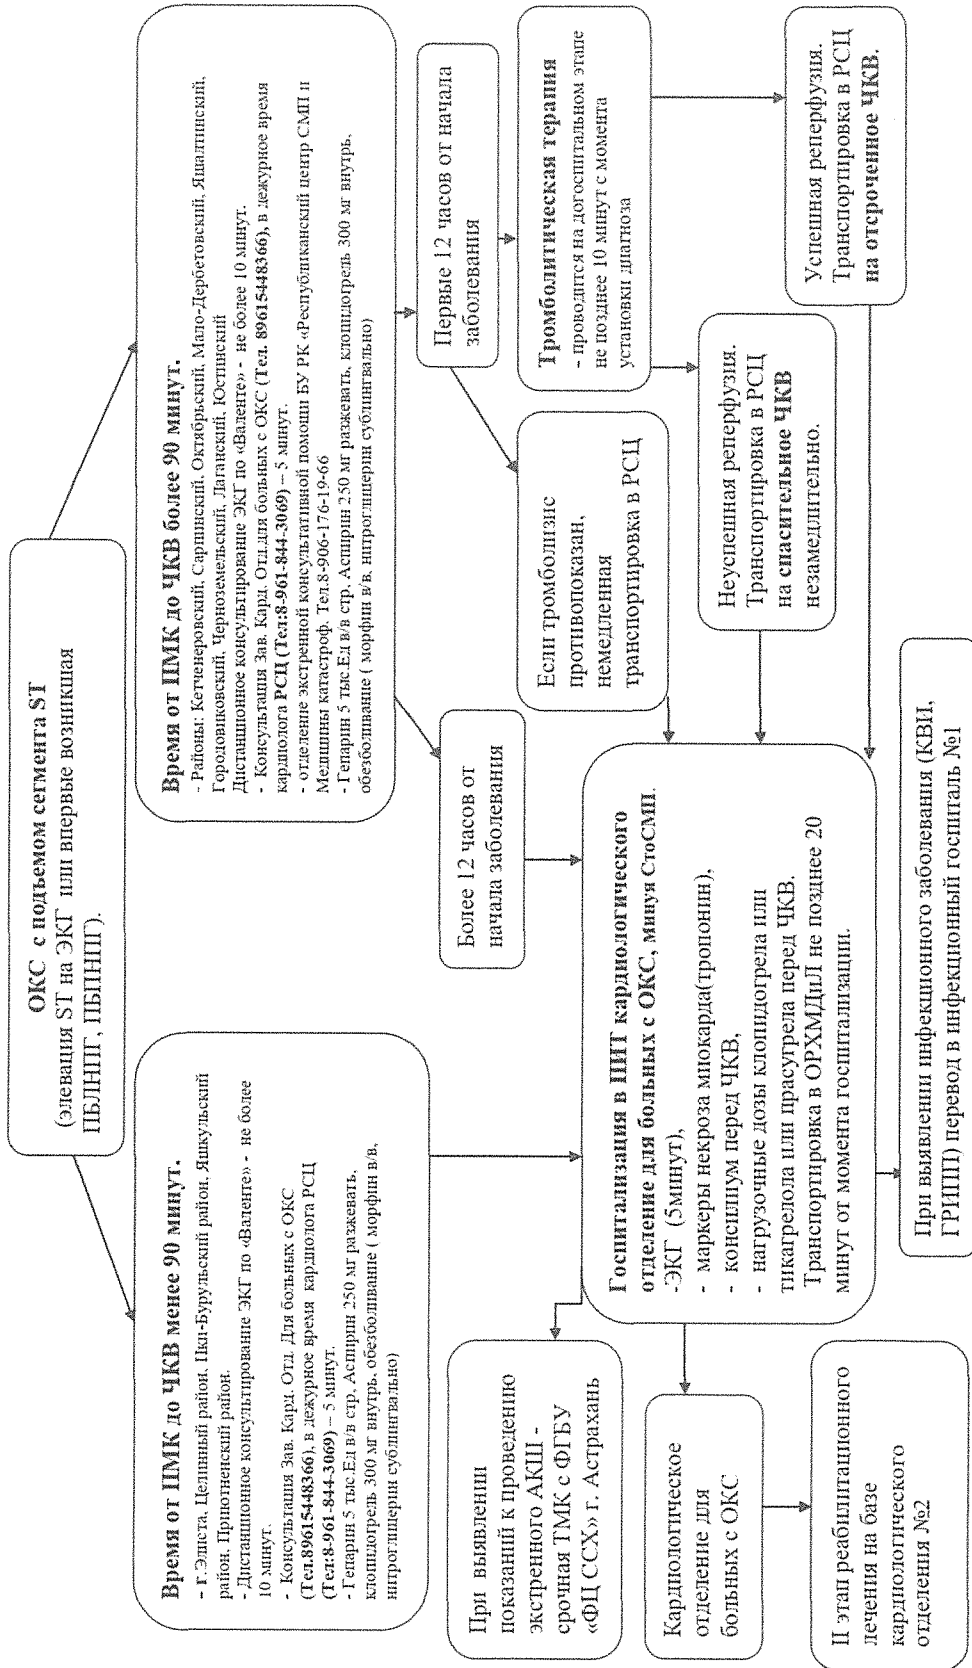 ОКС с подъемом сегмента ST
(элевация ST на ЭКГ или впервые возникшая
ПБЛНПГ, ПБПНПГ).
Время от ПМК до ЧКВ менее 90 минут.
- г.Элиста, Целинный район, Ики-Бурульский район, Яшкульский
район, Приютненский район.
- Дистанционное консультирование ЭКГ по «Валенте» - не более
10 минут.
- Консультация Зав. Кард. Отд. Для больных с ОКС
(Тел.89615448366), в дежурное время кардиолога РСЦ
(Тел:8-961-844-3069) – 5 минут.
- Гепарин 5 тыс.Ед в/в стр, Аспирин 250 мг разжевать,
клопидогрель 300 мг внутрь, обезболивание ( морфин в/в,
нитроглицерин сублингвально)
Время от ПМК до ЧКВ более 90 минут.
- Районы: Кетченеровский, Сарпинский, Октябрьский, Мало-Дербетовский, Яшалтинский,
Городовиковский, Черноземельский, Лаганский, Юстинский
Дистанционное консультирование ЭКГ по «Валенте» - не более 10 минут.
- Консультация Зав. Кард. Отд.для больных с ОКС (Тел. 89615448366), в дежурное время
кардиолога РСЦ (Тел:8-961-844-3069) – 5 минут.
- отделение экстренной консультативной помощи БУ РК «Республиканский центр СМП и
Медицины катастроф. Тел.8-906-176-19-66
- Гепарин 5 тыс.Ед в/в стр, Аспирин 250 мг разжевать, клопидогрель 300 мг внутрь,
обезболивание ( морфин в/в, нитроглицерин сублингвально)
Более 12 часов от
начала заболевания
Первые 12 часов от начала
заболевания
Если тромболизис
противопоказан,
немедленная
транспортировка в РСЦ
Тромболитическая терапия
- проводится на догоспитальном этапе
не позднее 10 минут с момента
установки диагноза
Неуспешная реперфузия.
Транспортировка в РСЦ
на спасительное ЧКВ
незамедлительно.
Успешная реперфузия.
Транспортировка в РСЦ
на отсроченное ЧКВ.
Госпитализация в ПИТ кардиологического
отделение для больных с ОКС, минуя СтоСМП.
-ЭКГ (5минут),
- маркеры некроза миокарда(тропонин),
- консилиум перед ЧКВ,
- нагрузочные дозы клопидогрела или
тикагрелола или прасугрела перед ЧКВ.
Транспортировка в ОРХМДиЛ не позднее 20
минут от момента госпитализации.
При выявлении
показаний к проведению
экстренного АКШ -
срочная ТМК с ФГБУ
«ФЦ ССХ» г. Астрахань
Кардиологическое
отделение для
больных с ОКС
II этап реабилитационного
лечения на базе
кардиологического
отделения №2
При выявлении инфекционного заболевания (КВИ,
ГРИПП) перевод в инфекционный госпиталь №1